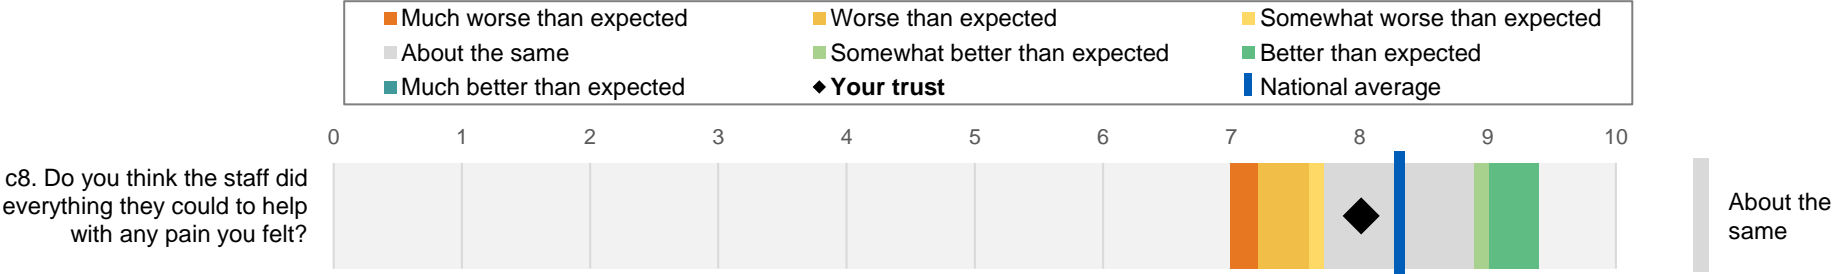 Much worse than expected Worse than expected Somewhat worse than expected
About the same Somewhat better than expected Better than expected
Much better than expected Your trust National average
0 1 2 3 4 5 6 7 8 9 10
c8. Do you think the staff did
everything they could to help
with any pain you felt?
About the
same